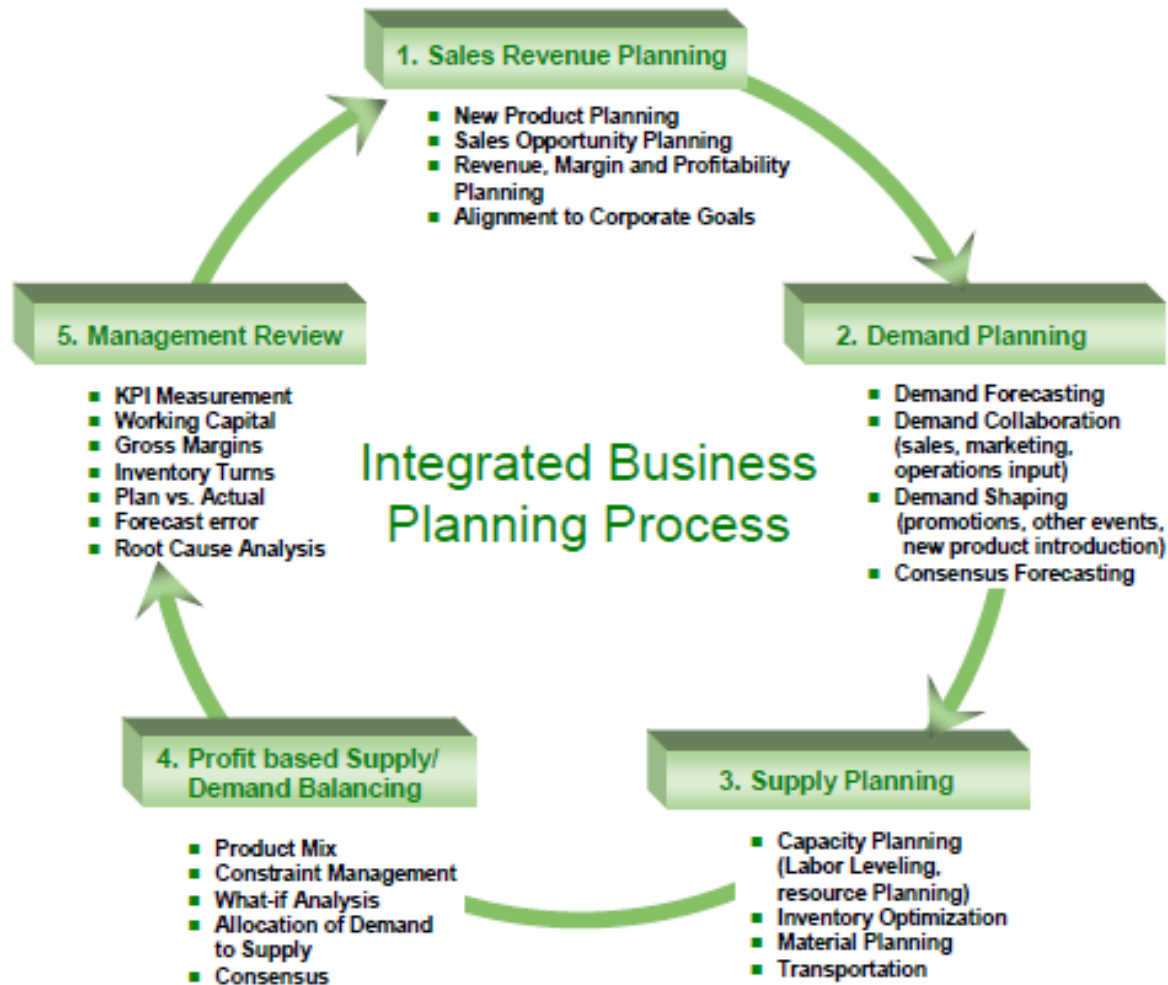 1. Sales Revenue Planning
■ New Product Planning
■ Sales Opportunity Planning
■ Revenue, Margin and Profitability
Planning
■ Alignment to Corporate Goals
2. Demand Planning
■ Demand Forecasting
■ Demand Collaboration
(sales, marketing,
operations input)
■ Demand Shaping
(promotions, other events,
new product introduction)
■ Consensus Forecasting
3. Supply Planning
■ Capacity Planning
(Labor Leveling,
resource Planning)
■ Inventory Optimization
■ Material Planning
■ Transportation
4. Profit based Supply/
Demand Balancing
■ Product Mix
■ Constraint Management
■ What-if Analysis
■ Allocation of Demand
to Supply
■ Consensus
5. Management Review
■ KPI Measurement
■ Working Capital
■ Gross Margins
■ Inventory Turns
■ Plan vs. Actual
■ Forecast error
■ Root Cause Analysis
Integrated Business
Planning Process